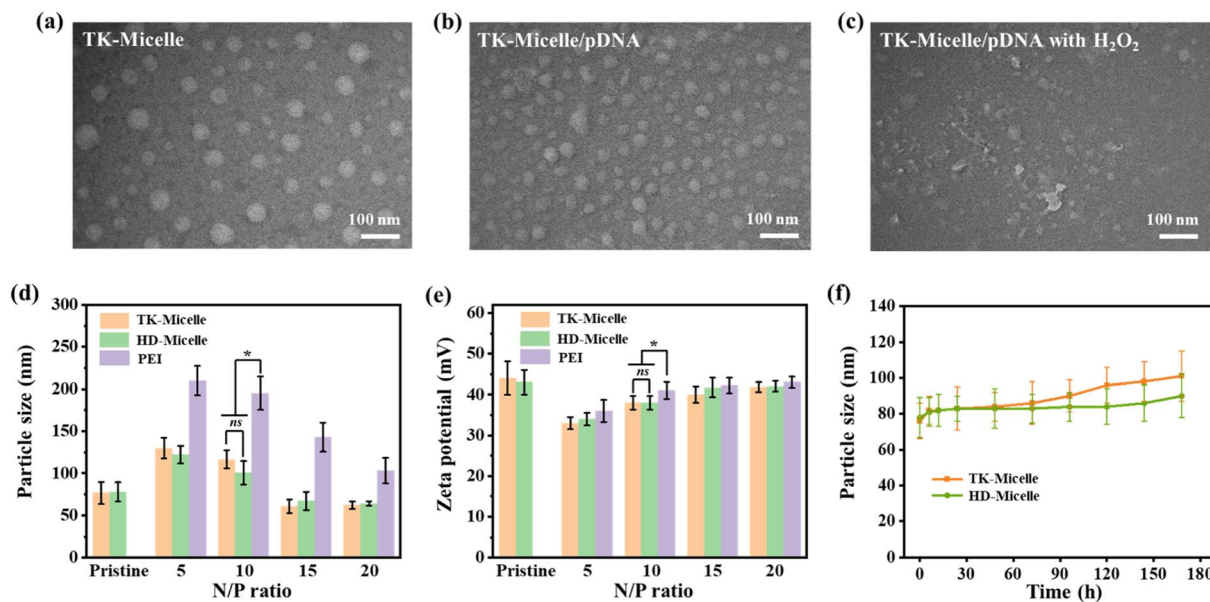 (a)
TK-Micelle
100 nm
(b)
TK-Micelle/pDNA
100 nm
(c)
TK-Micelle/pDNA with H₂O₂
100 nm
(d)
300
250
200
150
100
50
0
Particle size (nm)
TK-Micelle
HD-Micelle
PEI
*
ns
Pristine 5 10 15 20
N/P ratio
(e)
60
50
40
30
20
10
0
Zeta potential (mV)
TK-Micelle
HD-Micelle
PEI
*
ns
Pristine 5 10 15 20
N/P ratio
(f)
140
120
100
80
60
40
20
0
Particle size (nm)
TK-Micelle
HD-Micelle
0 30 60 90 120 150 180
Time (h)